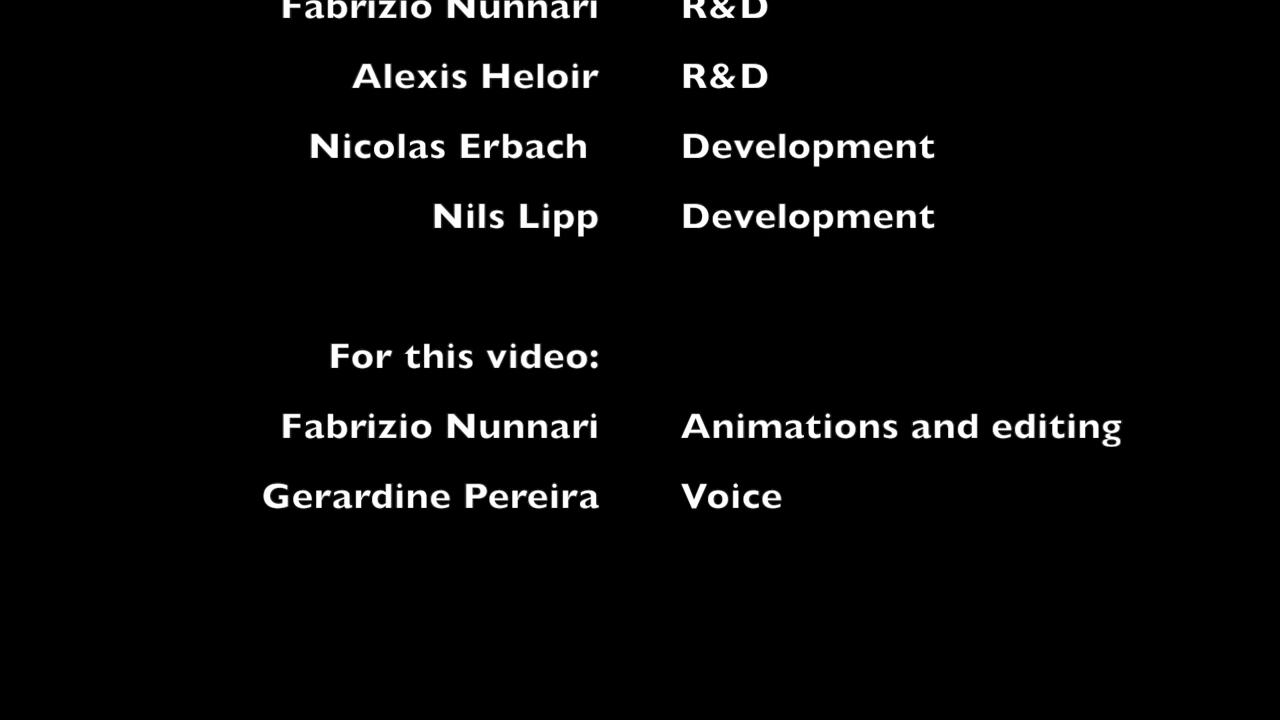 Fabrizio Nunnari R&D
Alexis Heloir R&D
Nicolas Erbach Development
Nils Lipp Development
For this video:
Fabrizio Nunnari Animations and editing
Gerardine Pereira Voice